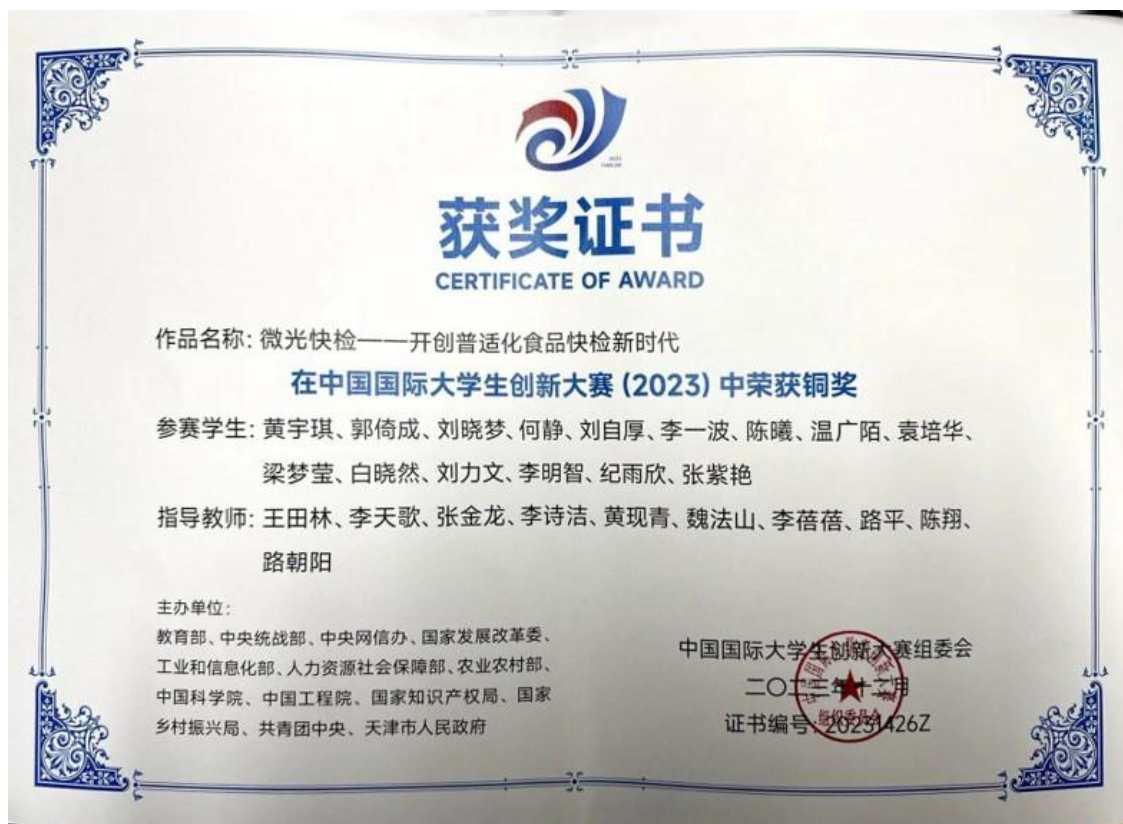 2023
TIANJIN
获奖证书
CERTIFICATE OF AWARD
作品名称：微光快检——开创普适化食品快检新时代
在中国国际大学生创新大赛（2023）中荣获铜奖
参赛学生：黄宇琪、郭倚成、刘晓梦、何静、刘自厚、李一波、陈曦、温广陌、袁培华、
梁梦莹、白晓然、刘力文、李明智、纪雨欣、张紫艳
指导教师：王田林、李天歌、张金龙、李诗洁、黄现青、魏法山、李蓓蓓、路平、陈翔、
路朝阳
主办单位：
教育部、中央统战部、中央网信办、国家发展改革委、
工业和信息化部、人力资源社会保障部、农业农村部、
中国科学院、中国工程院、国家知识产权局、国家
乡村振兴局、共青团中央、天津市人民政府
中国国际大学生创新大赛组委会
二〇二三年十二月
证书编号：20231426Z